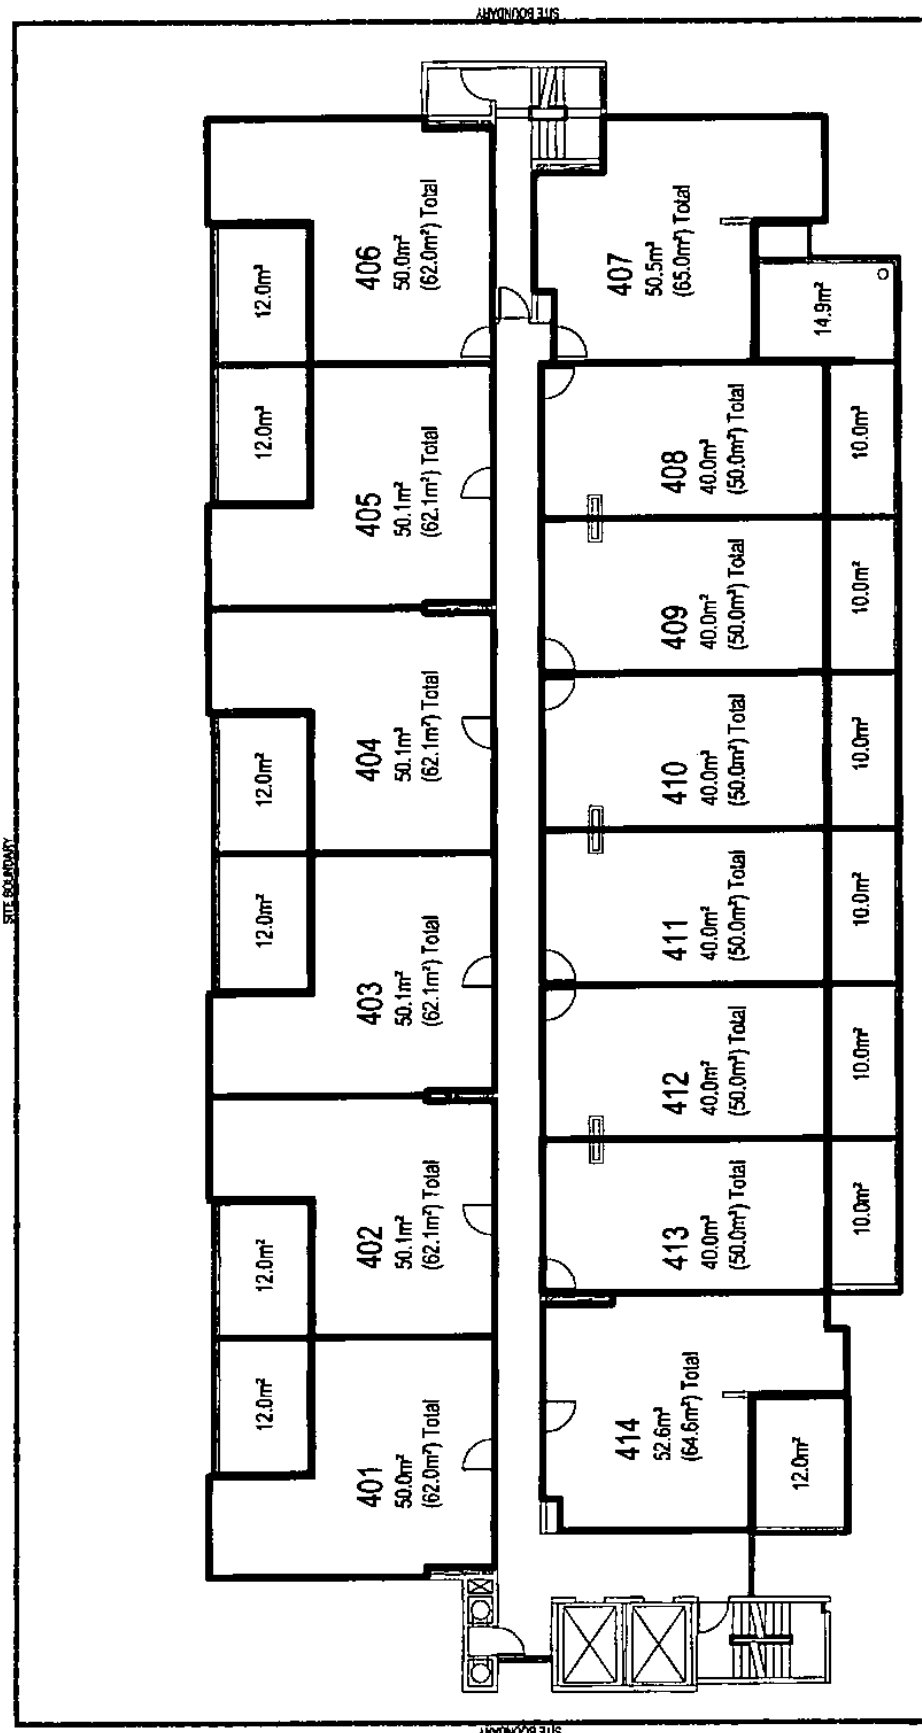 SITE BOUNDARY
SITE BOUNDARY
SITE BOUNDARY
12.0m²
406
50.0m²
(62.0m²) Total
12.0m²
405
50.1m²
(62.1m²) Total
12.0m²
404
50.1m²
(62.1m²) Total
12.0m²
403
50.1m²
(62.1m²) Total
12.0m²
402
50.1m²
(62.1m²) Total
12.0m²
401
50.0m²
(62.0m²) Total
407
50.5m²
(65.0m²) Total
14.9m²
408
40.0m²
(50.0m²) Total
10.0m²
409
40.0m²
(50.0m²) Total
10.0m²
410
40.0m²
(50.0m²) Total
10.0m²
411
40.0m²
(50.0m²) Total
10.0m²
412
40.0m²
(50.0m²) Total
10.0m²
413
40.0m²
(50.0m²) Total
10.0m²
414
52.6m²
(64.6m²) Total
12.0m²